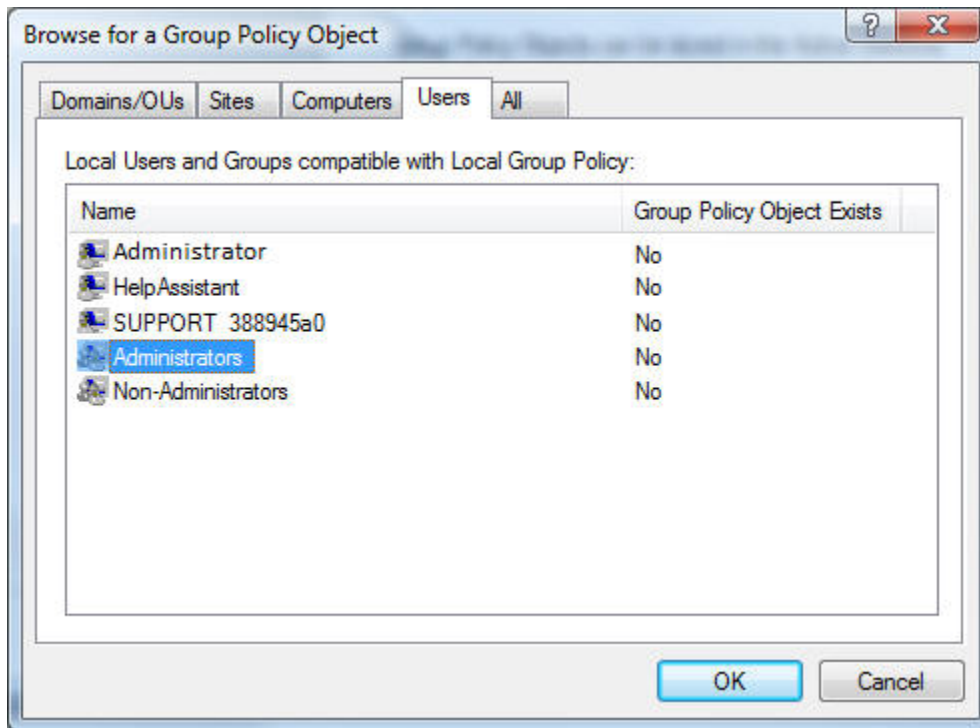 Browse for a Group Policy Object
Domains/OUs Sites Computers Users All
Local Users and Groups compatible with Local Group Policy:
Name Group Policy Object Exists
Administrator No
HelpAssistant No
SUPPORT_388945a0 No
Administrators No
Non-Administrators No
OK Cancel